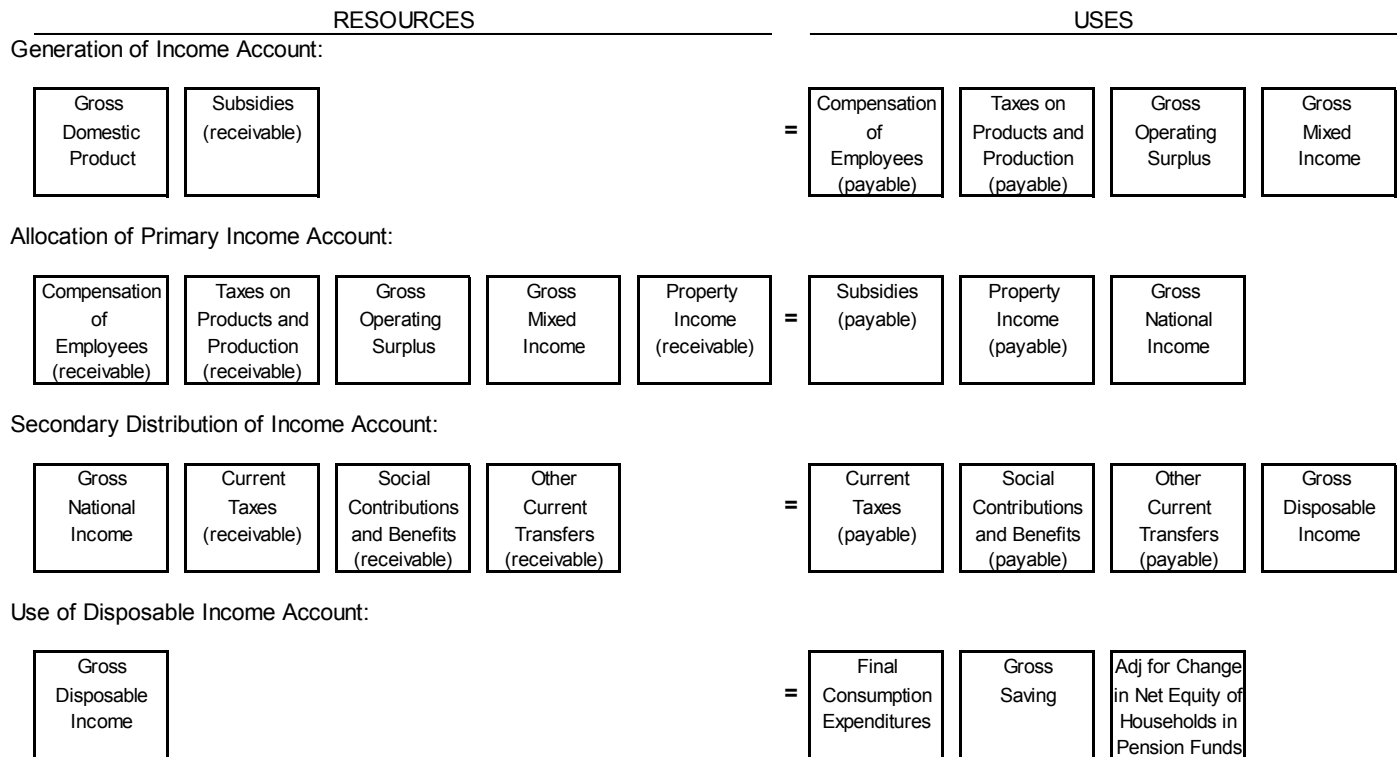 RESOURCES
USES
Generation of Income Account:
Gross
Domestic
Product
Subsidies
(receivable)
=
Compensation
of
Employees
(payable)
Taxes on
Products and
Production
(payable)
Gross
Operating
Surplus
Gross
Mixed
Income
Allocation of Primary Income Account:
Compensation
of
Employees
(receivable)
Taxes on
Products and
Production
(receivable)
Gross
Operating
Surplus
Gross
Mixed
Income
Property
Income
(receivable)
=
Subsidies
(payable)
Property
Income
(payable)
Gross
National
Income
Secondary Distribution of Income Account:
Gross
National
Income
Current
Taxes
(receivable)
Social
Contributions
and Benefits
(receivable)
Other
Current
Transfers
(receivable)
=
Current
Taxes
(payable)
Social
Contributions
and Benefits
(payable)
Other
Current
Transfers
(payable)
Gross
Disposable
Income
Use of Disposable Income Account:
Gross
Disposable
Income
=
Final
Consumption
Expenditures
Gross
Saving
Adj for Change
in Net Equity of
Households in
Pension Funds